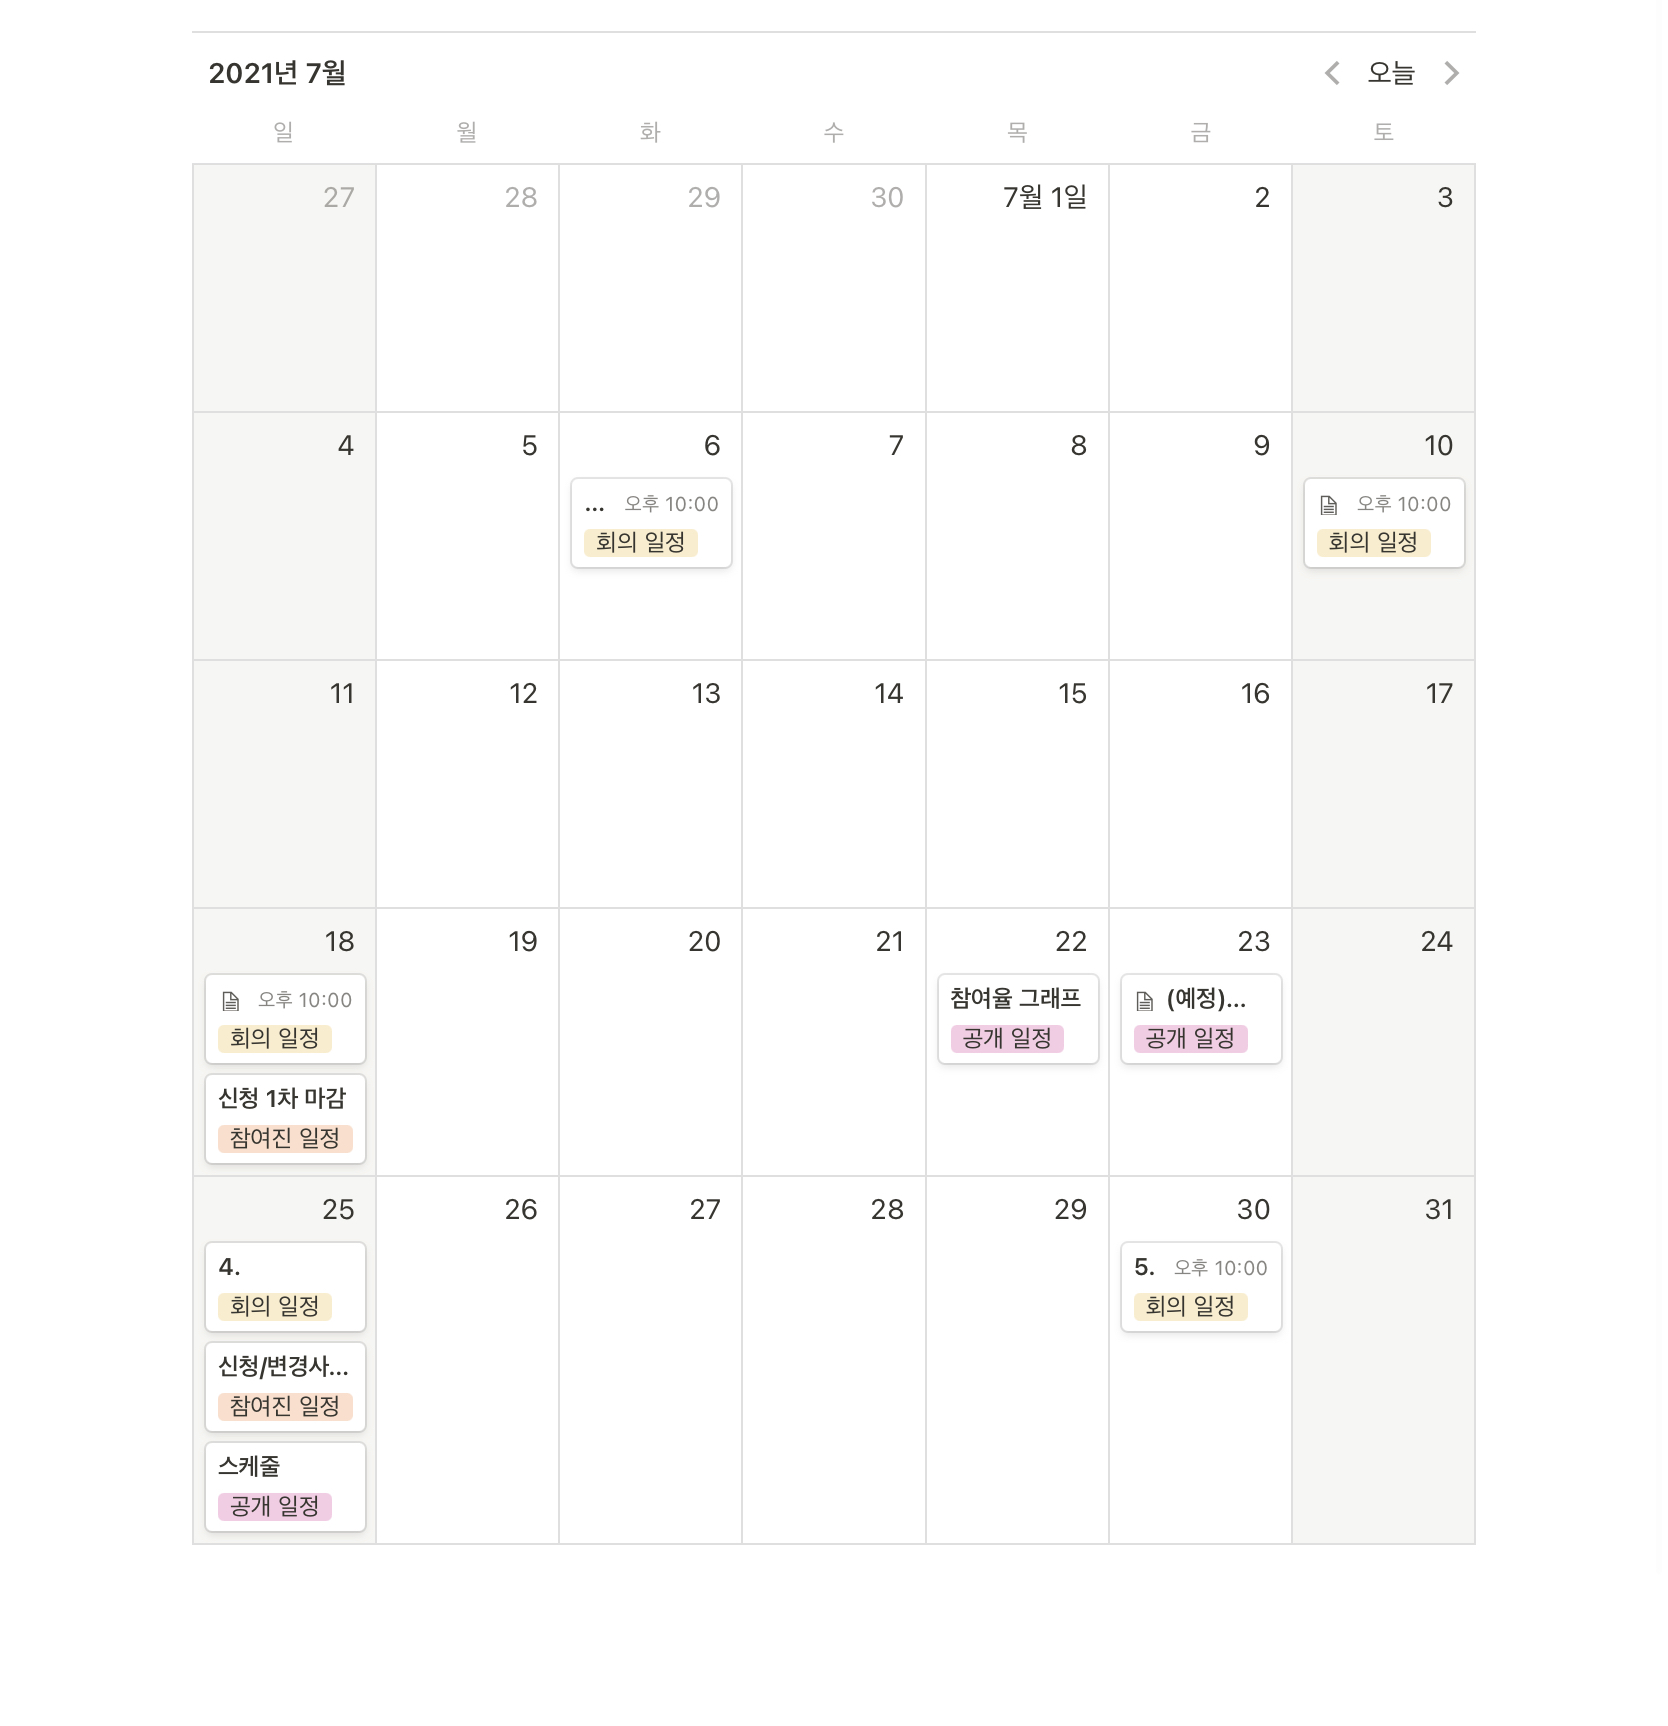 2021년 7월
오늘
일 월 화 수 목 금 토
27 28 29 30 7월 1일 2 3
4 5 6 7 8 9 10
... 오후 10:00
회의 일정
오후 10:00
회의 일정
11 12 13 14 15 16 17
18 19 20 21 22 23 24
오후 10:00
회의 일정
신청 1차 마감
참여진 일정
참여율 그래프
공개 일정
(예정)...
공개 일정
25 26 27 28 29 30 31
4.
회의 일정
신청/변경사...
참여진 일정
스케줄
공개 일정
5. 오후 10:00
회의 일정